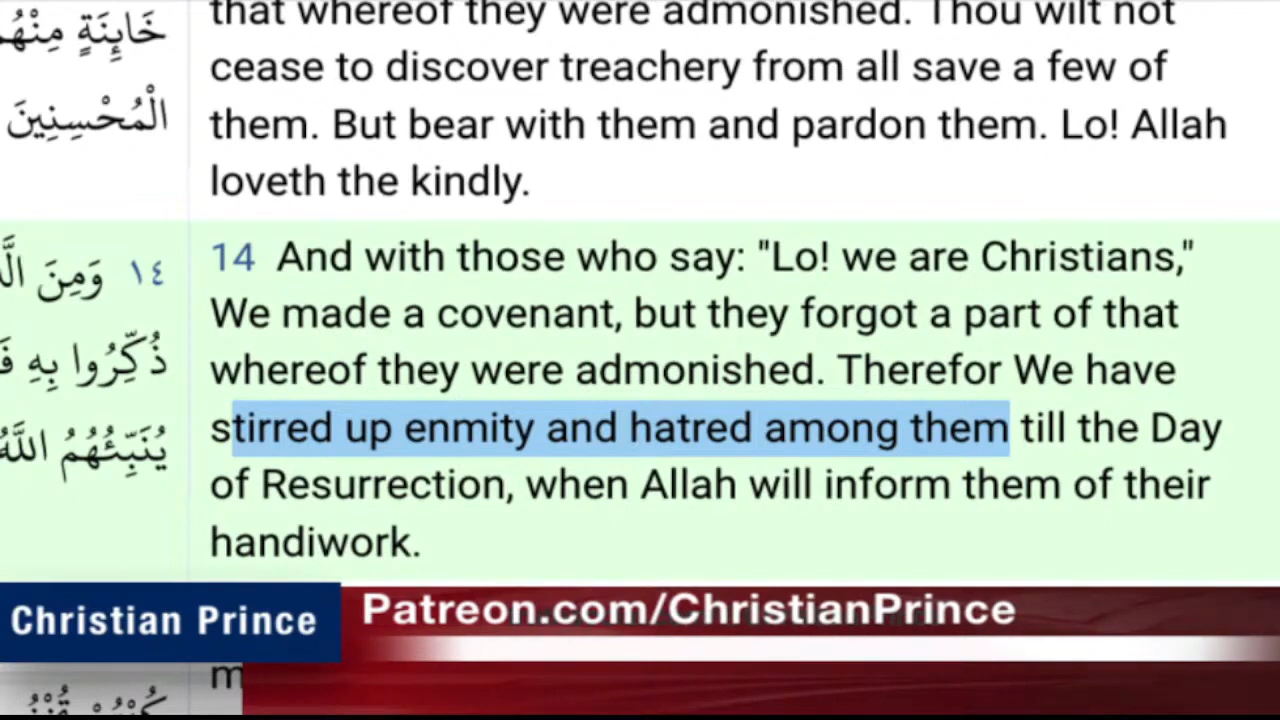 that whereof they were admonished. Thou wilt not
خَائِنَةٍ مِنْهُمْ
cease to discover treachery from all save a few of
الْمُحْسِنِينَ
them. But bear with them and pardon them. Lo! Allah
loveth the kindly.
١٤ وَمِنَ
14 And with those who say: "Lo! we are Christians,"
We made a covenant, but they forgot a part of that
ذُكِّرُوا بِهِ
whereof they were admonished. Therefor We have
يُنَبِّئُهُمُ اللَّهُ
stirred up enmity and hatred among them till the Day
of Resurrection, when Allah will inform them of their
handiwork.
Christian Prince
Patreon.com/ChristianPrince
m